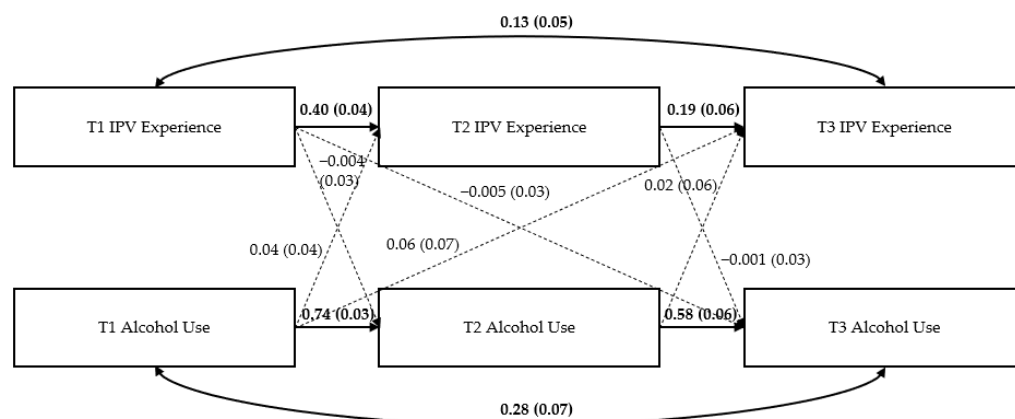 0.13 (0.05)
0.40 (0.04)
0.19 (0.06)
T1 IPV Experience
T2 IPV Experience
T3 IPV Experience
−0.004
(0.03)
−0.005 (0.03)
0.02 (0.06)
0.04 (0.04)
0.06 (0.07)
−0.001 (0.03)
0.74 (0.03)
0.58 (0.06)
T1 Alcohol Use
T2 Alcohol Use
T3 Alcohol Use
0.28 (0.07)